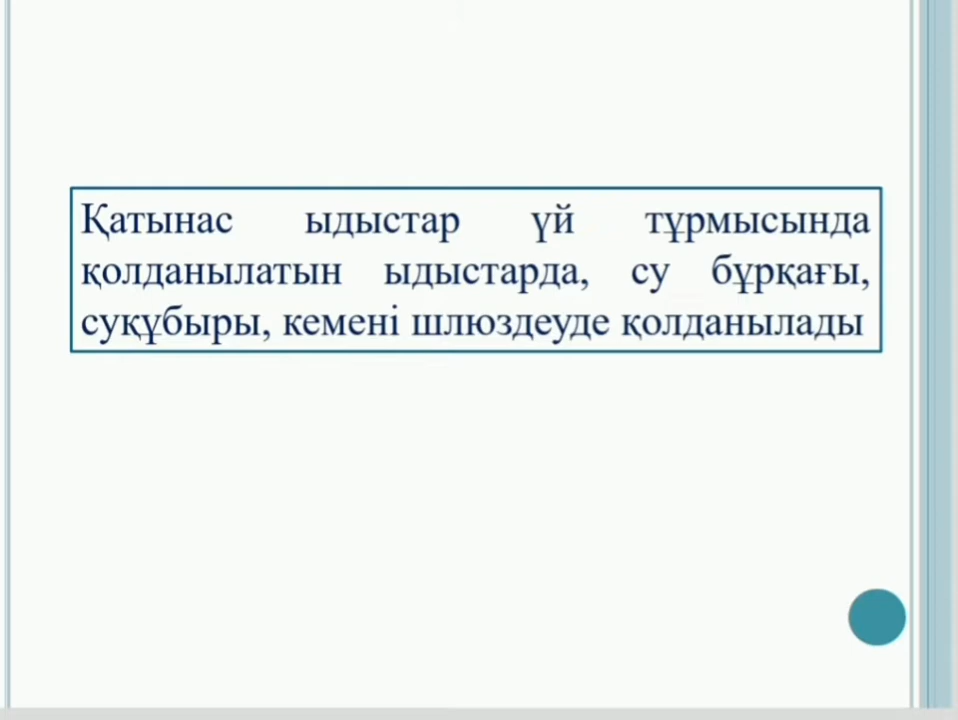 Қатынас ыдыстар үй тұрмысында
қолданылатын ыдыстарда, су бұрқағы,
суқұбыры, кемені шлюздеуде қолданылады